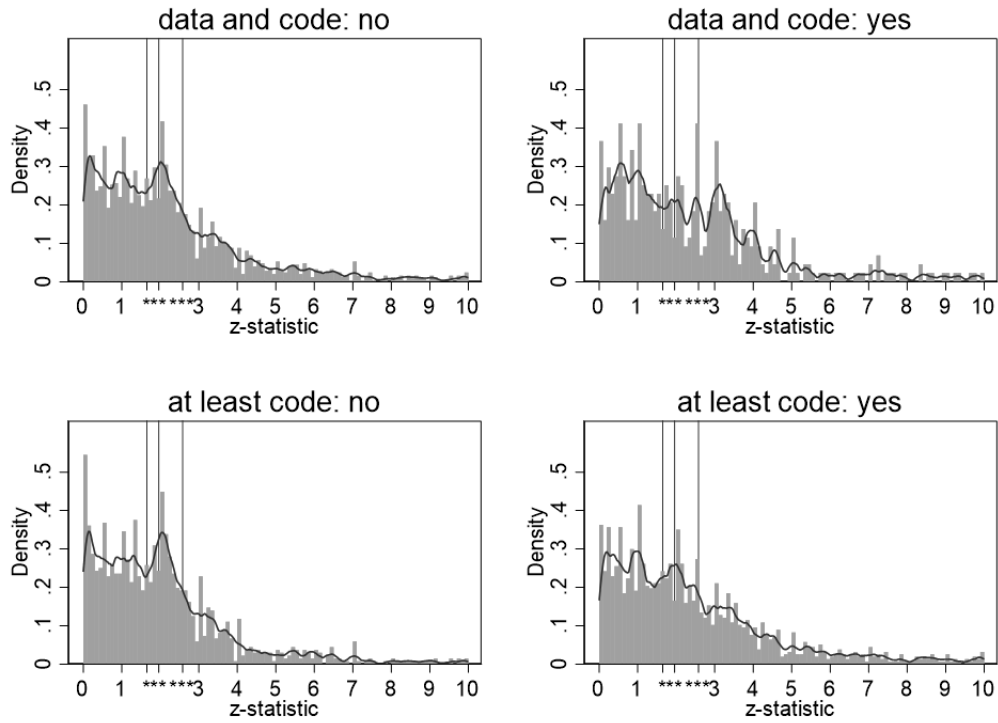 data and code: no
Density
.5
.4
.3
.2
.1
0
0 1 *** *** 3 4 5 6 7 8 9 10
z-statistic
data and code: yes
Density
.5
.4
.3
.2
.1
0
0 1 *** *** 3 4 5 6 7 8 9 10
z-statistic
at least code: no
Density
.5
.4
.3
.2
.1
0
0 1 *** *** 3 4 5 6 7 8 9 10
z-statistic
at least code: yes
Density
.5
.4
.3
.2
.1
0
0 1 *** *** 3 4 5 6 7 8 9 10
z-statistic